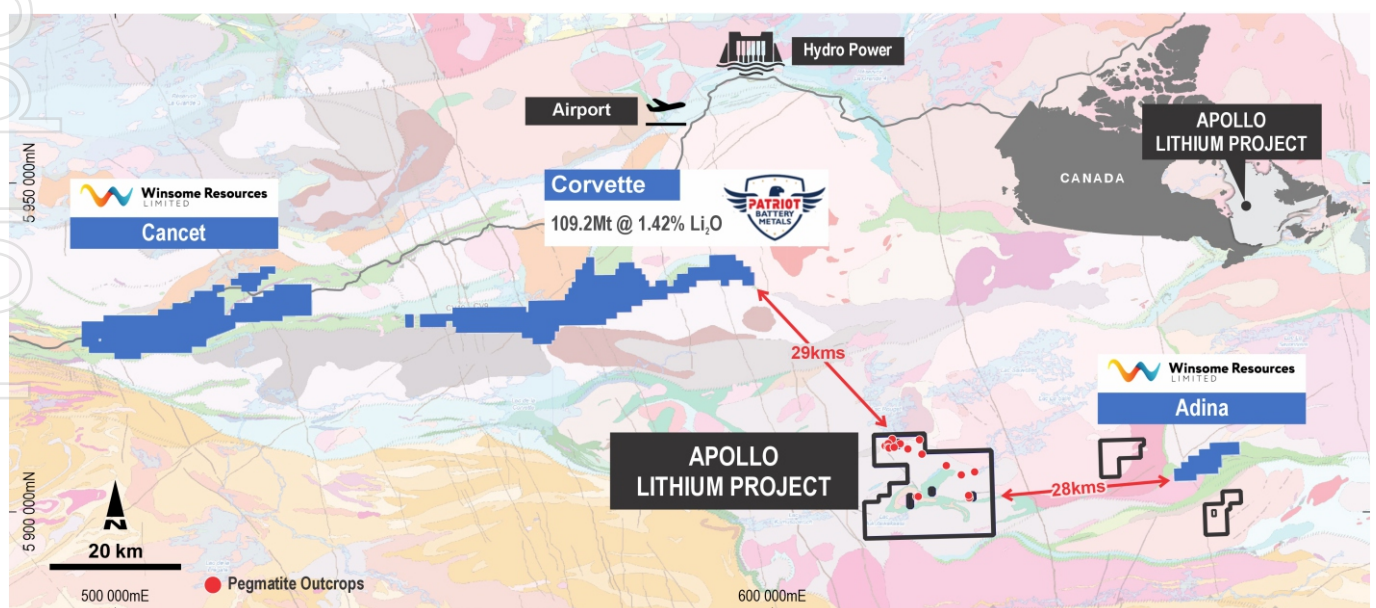 Hydro Power
Airport
APOLLO
LITHIUM PROJECT
CANADA
5 950 000mN
Winsome Resources
LIMITED
Cancet
Corvette
109.2Mt @ 1.42% Li₂O
PATRIOT
BATTERY
METALS
29kms
Winsome Resources
LIMITED
Adina
APOLLO
LITHIUM PROJECT
28kms
5 900 000mN
N
20 km
Pegmatite Outcrops
500 000mE
600 000mE